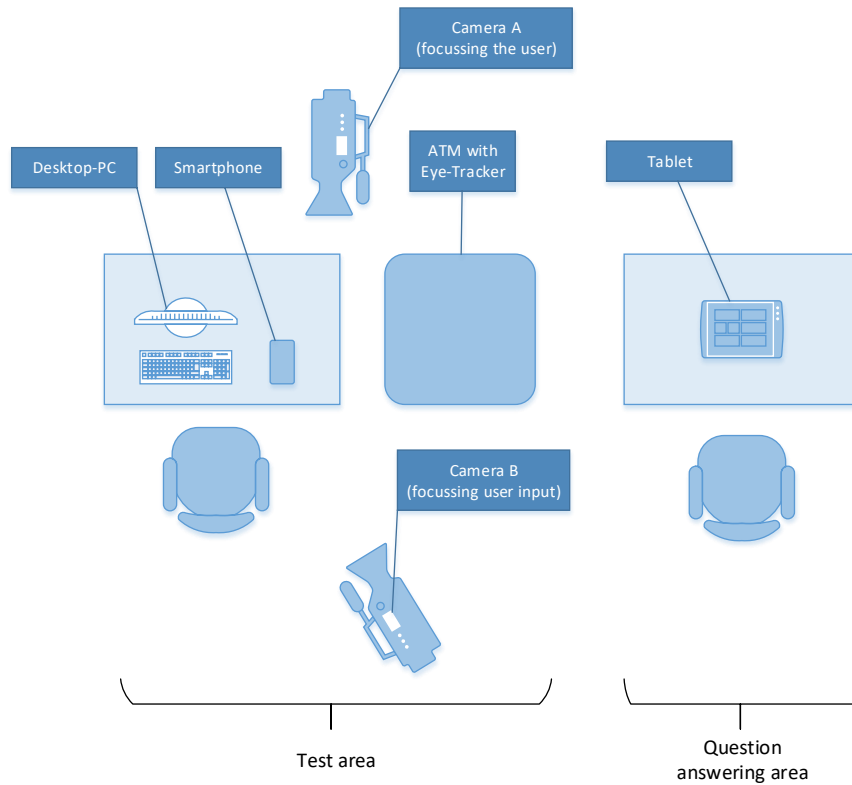 Camera A
(focussing the user)
Desktop-PC
Smartphone
ATM with
Eye-Tracker
Tablet
Camera B
(focussing user input)
Test area
Question
answering area